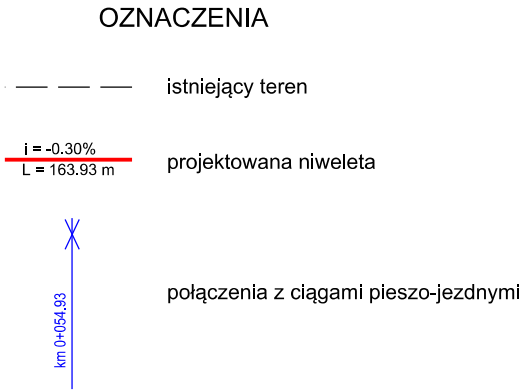 OZNACZENIA
istniejący teren
i = -0.30%
L = 163.93 m
projektowana niweleta
km 0+054.93
połączenia z ciągami pieszo-jezdnymi